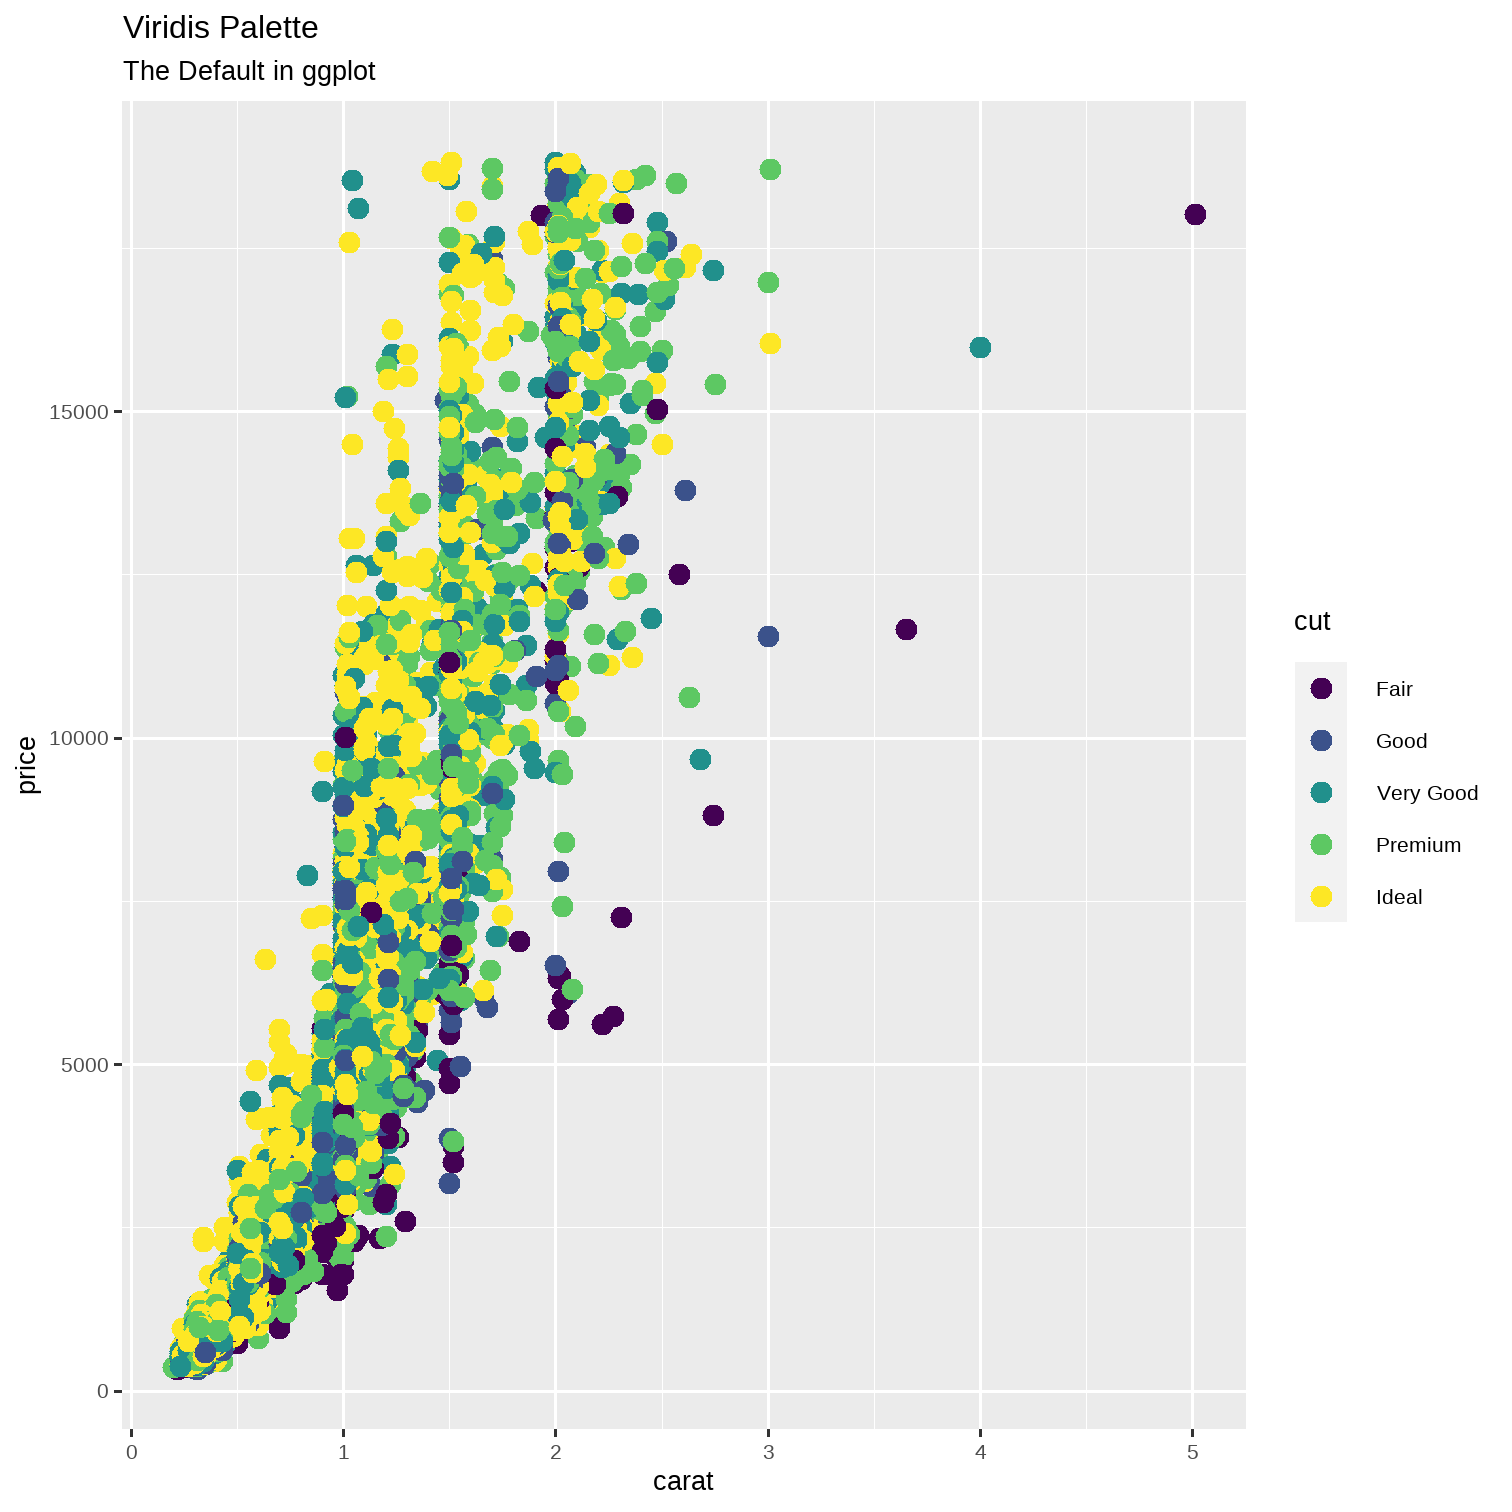 Viridis Palette
The Default in ggplot
price
15000
10000
5000
0
0 1 2 3 4 5
carat
cut
Fair
Good
Very Good
Premium
Ideal